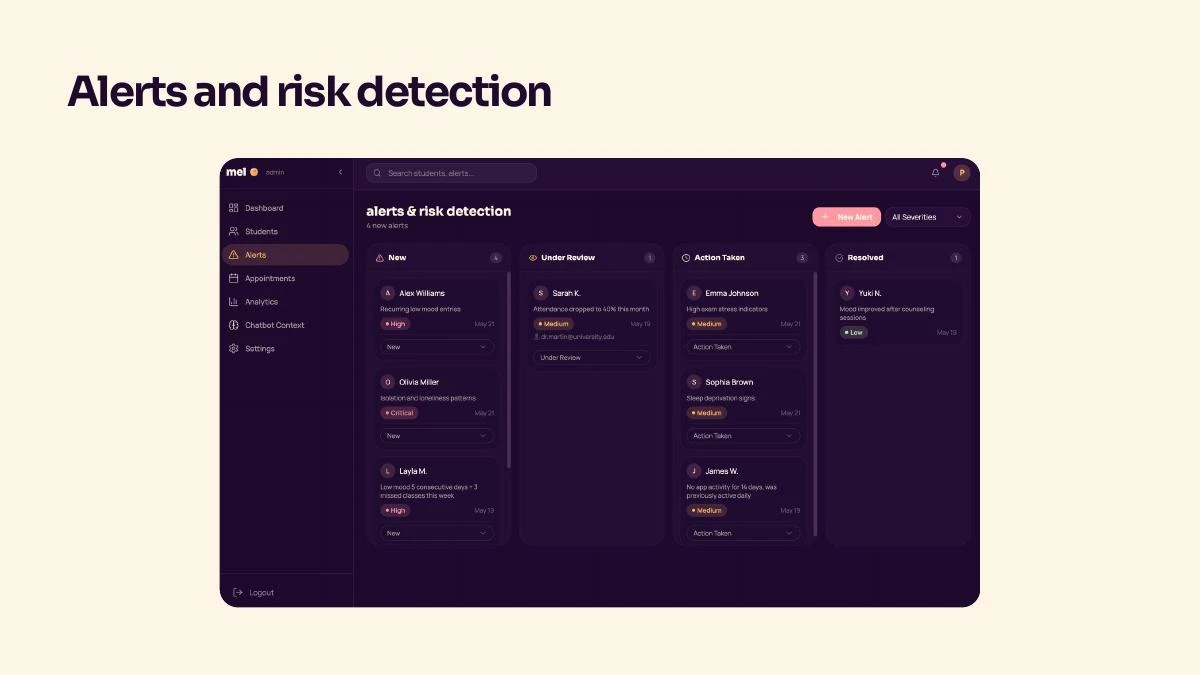 Alerts and risk detection
mel admin
Search students, alerts...
P
Dashboard
Students
Alerts
Appointments
Analytics
Chatbot Context
Settings
Logout
alerts & risk detection
4 new alerts
New Alert
All Severities
New 4
A Alex Williams
Recurring low mood entries
High May 21
New
O Olivia Miller
Isolation and loneliness patterns
Critical May 21
New
L Layla M.
Low mood 5 consecutive days + 3
missed classes this week
High May 19
New
Under Review 1
S Sarah K.
Attendance dropped to 40% this month
Medium May 19
dr.martin@university.edu
Under Review
Action Taken 3
E Emma Johnson
High exam stress indicators
Medium May 21
Action Taken
S Sophia Brown
Sleep deprivation signs
Medium May 21
Action Taken
J James W.
No app activity for 14 days, was
previously active daily
Medium May 19
Action Taken
Resolved 1
Y Yuki N.
Mood improved after counseling
sessions
Low May 19